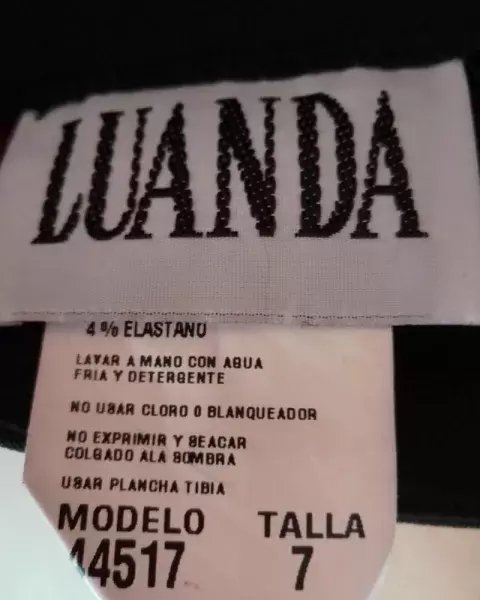 LUANDA
4 % ELASTANO
LAVAR A MANO CON AGUA
FRIA Y DETERGENTE
NO USAR CLORO O BLANQUEADOR
NO EXPRIMIR Y SEACAR
COLGADO ALA SOMBRA
USAR PLANCHA TIBIA
MODELO TALLA
44517 7